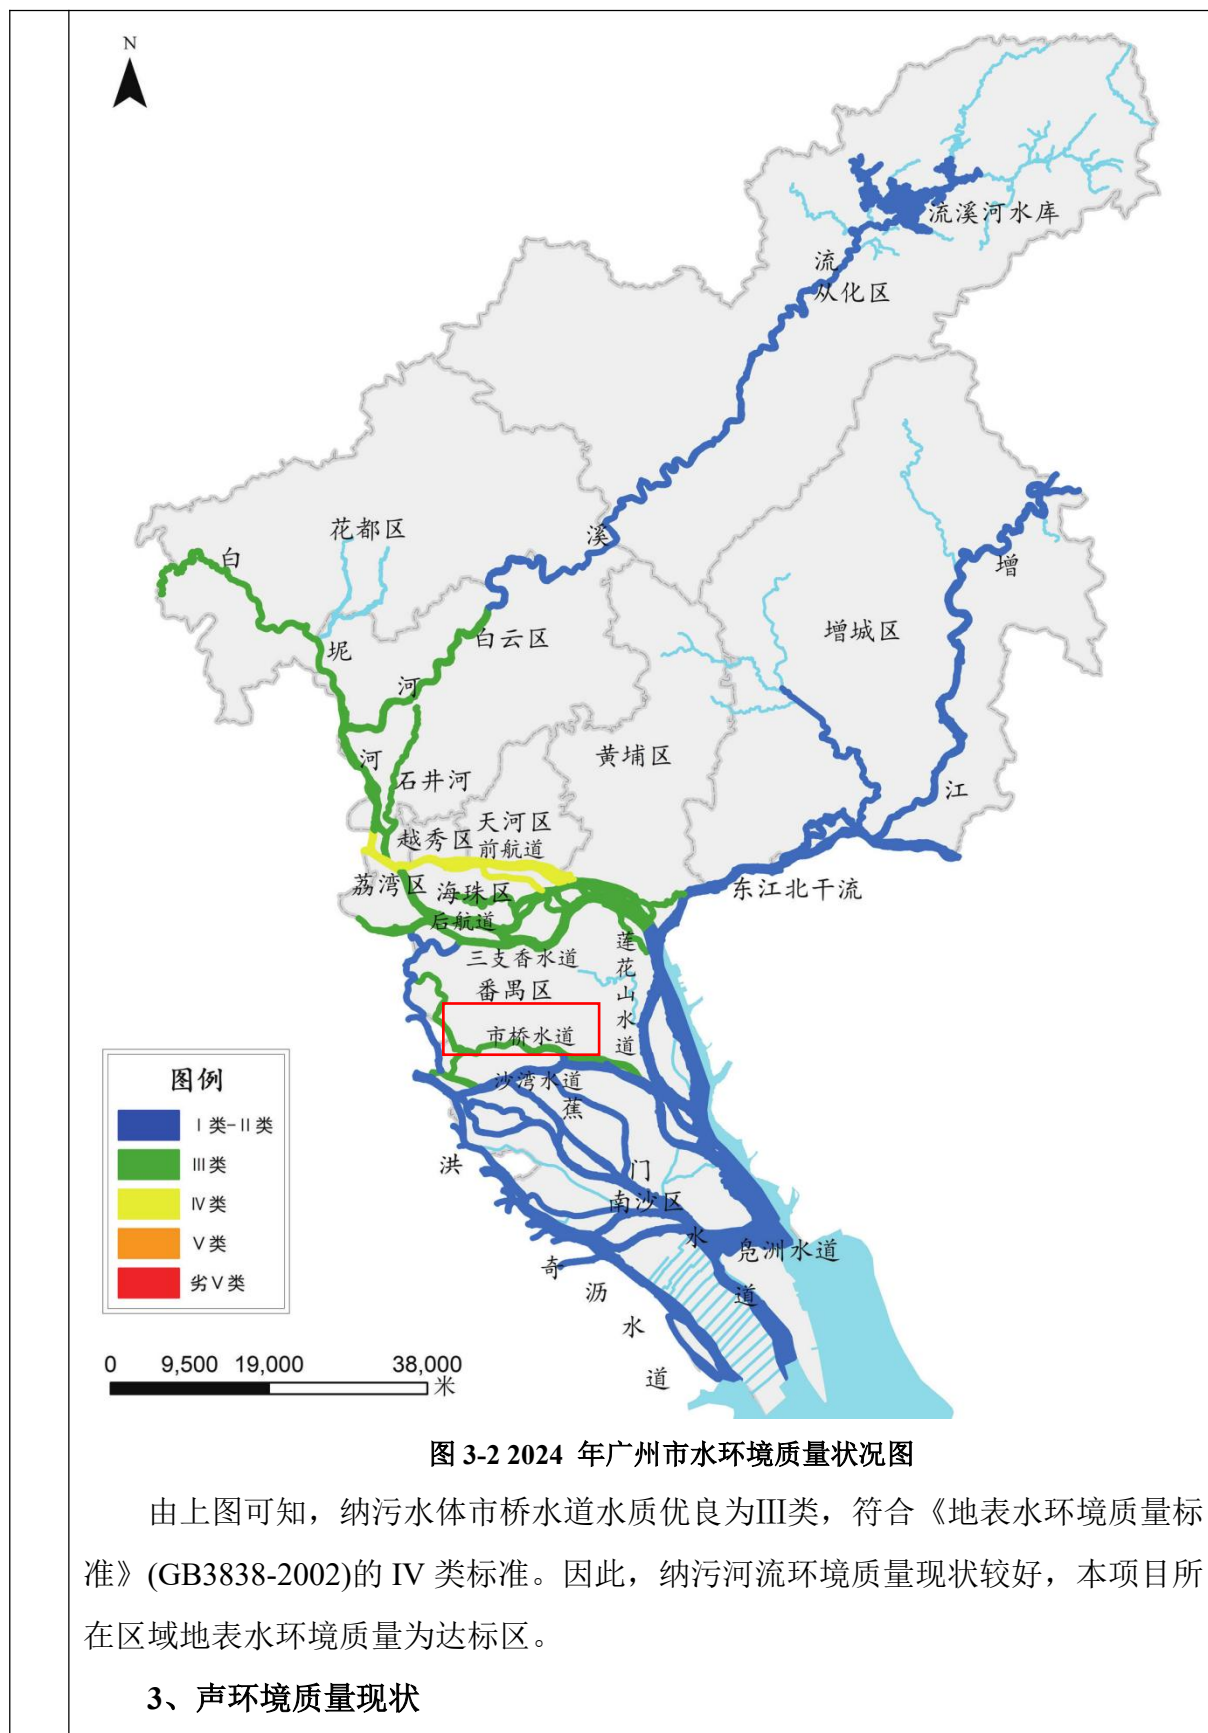 N
流溪河水库
流
从化区
花都区
溪
白
增
坭
白云区
增城区
河
河
石井河
黄埔区
江
天河区
越秀区
前航道
荔湾区
海珠区
东江北干流
后航道
三支香水道
莲花山水道
番禺区
市桥水道
沙湾水道
蕉
图例
Ⅰ类-Ⅱ类
Ⅲ类
Ⅳ类
Ⅴ类
劣Ⅴ类
洪
门
南沙区
水
凫洲水道
奇
沥
道
水
道
0 9,500 19,000 38,000
米
图 3-2 2024 年广州市水环境质量状况图
由上图可知，纳污水体市桥水道水质优良为Ⅲ类，符合《地表水环境质量标
准》(GB3838-2002)的 IV 类标准。因此，纳污河流环境质量现状较好，本项目所
在区域地表水环境质量为达标区。
3、声环境质量现状